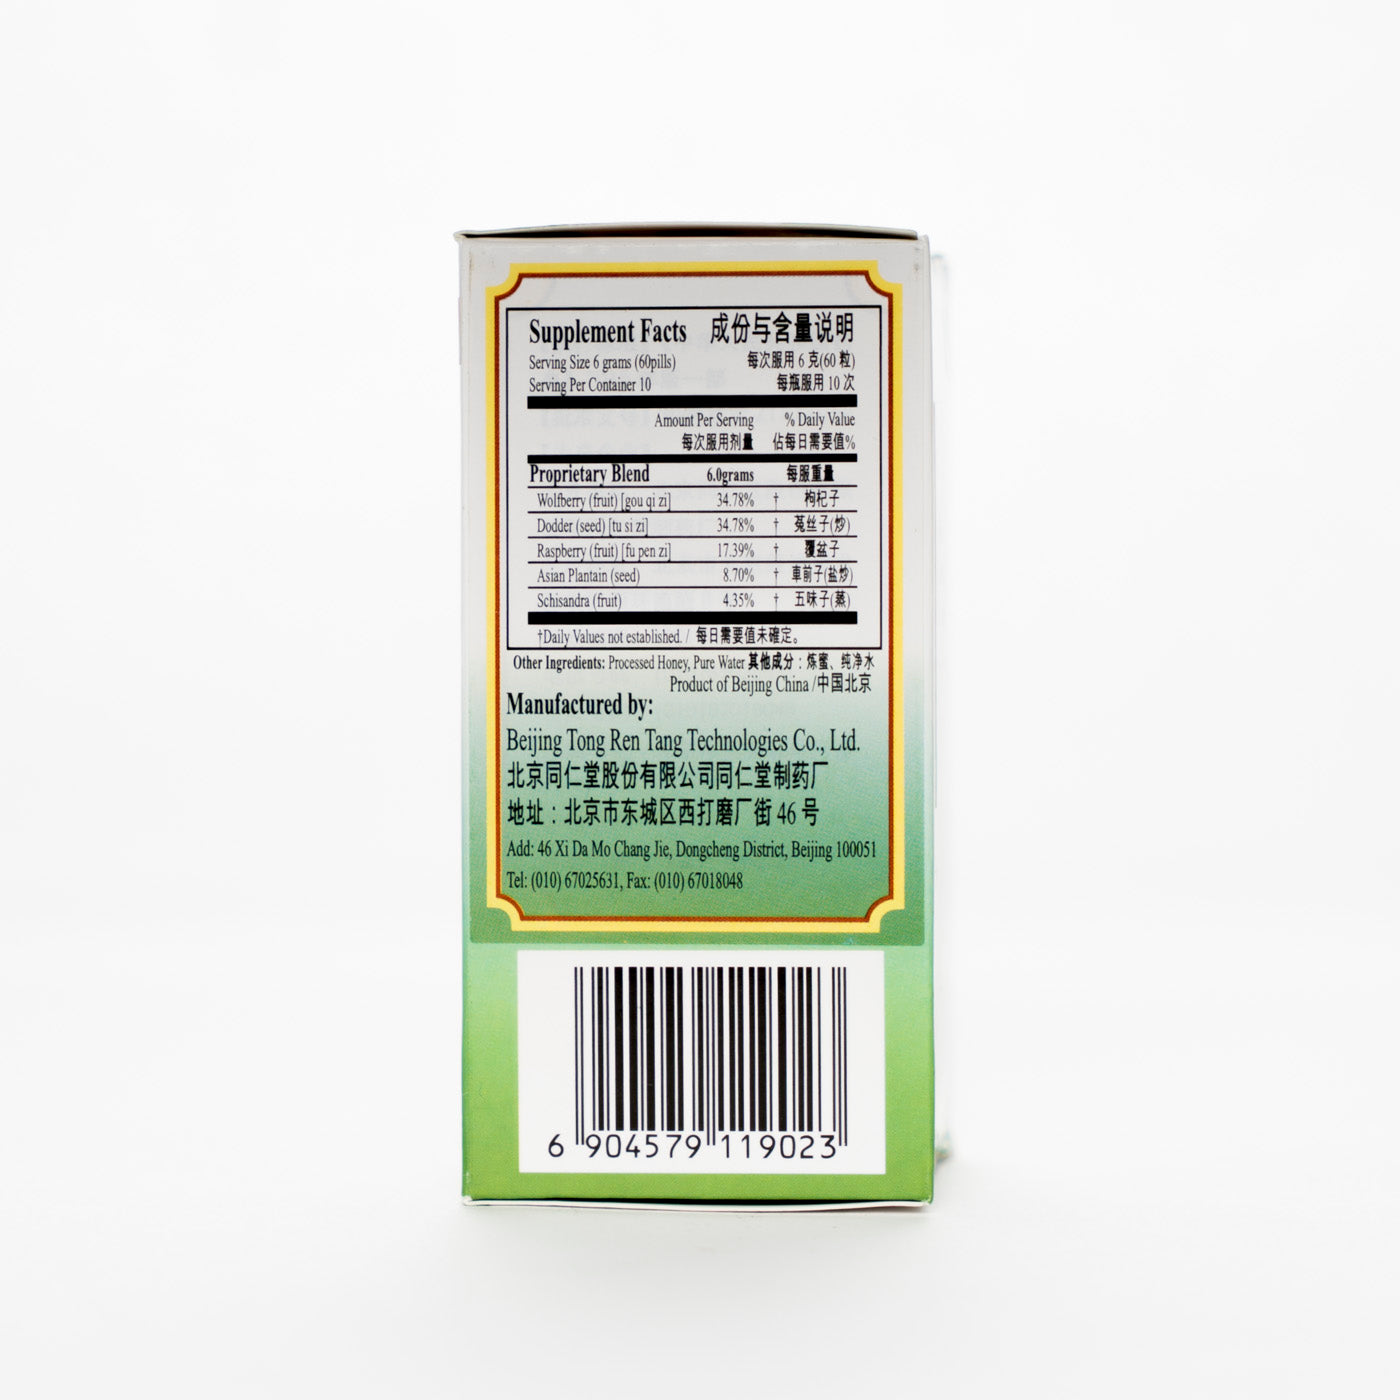 Supplement Facts 成份与含量说明
Serving Size 6 grams (60pills) 每次服用 6 克(60 粒)
Serving Per Container 10 每瓶服用 10 次
Amount Per Serving % Daily Value
每次服用剂量 佔每日需要值%
Proprietary Blend 6.0grams 每服重量
Wolfberry (fruit) [gou qi zi] 34.78% † 枸杞子
Dodder (seed) [tu si zi] 34.78% † 菟丝子(炒)
Raspberry (fruit) [fu pen zi] 17.39% † 覆盆子
Asian Plantain (seed) 8.70% † 車前子(盐炒)
Schisandra (fruit) 4.35% † 五味子(蒸)
†Daily Values not established. / 每日需要值未確定。
Other Ingredients: Processed Honey, Pure Water 其他成分：炼蜜、纯净水
Product of Beijing China /中国北京
Manufactured by:
Beijing Tong Ren Tang Technologies Co., Ltd.
北京同仁堂股份有限公司同仁堂制药厂
地址：北京市东城区西打磨厂街 46 号
Add: 46 Xi Da Mo Chang Jie, Dongcheng District, Beijing 100051
Tel: (010) 67025631, Fax: (010) 67018048
6 904579 119023